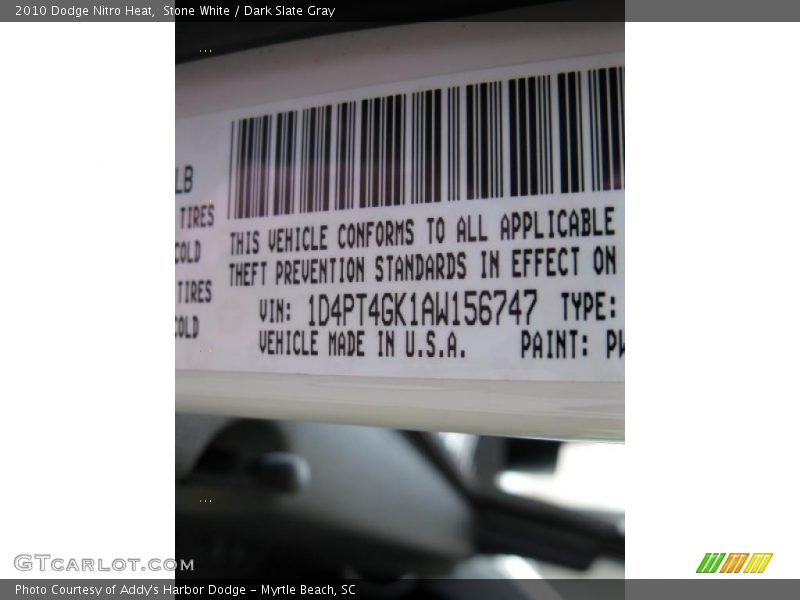 2010 Dodge Nitro Heat, Stone White / Dark Slate Gray
LB
TIRES
COLD
TIRES
COLD
THIS VEHICLE CONFORMS TO ALL APPLICABLE
THEFT PREVENTION STANDARDS IN EFFECT ON
VIN: 1D4PT4GK1AW156747 TYPE:
VEHICLE MADE IN U.S.A. PAINT: PW
GTCARLOT.COM
Photo Courtesy of Addy's Harbor Dodge - Myrtle Beach, SC